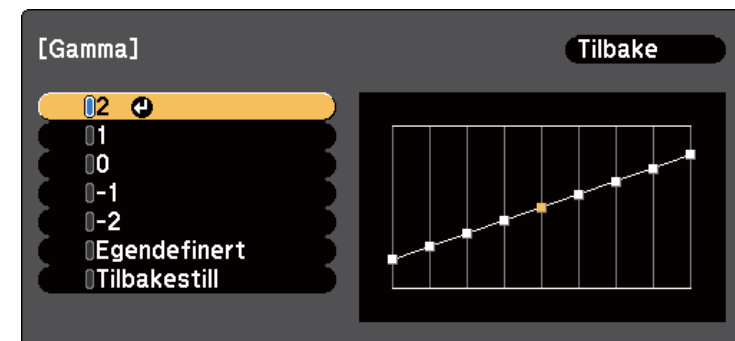 [Gamma]
Tilbake
2
1
0
-1
-2
Egendefinert
Tilbakestill